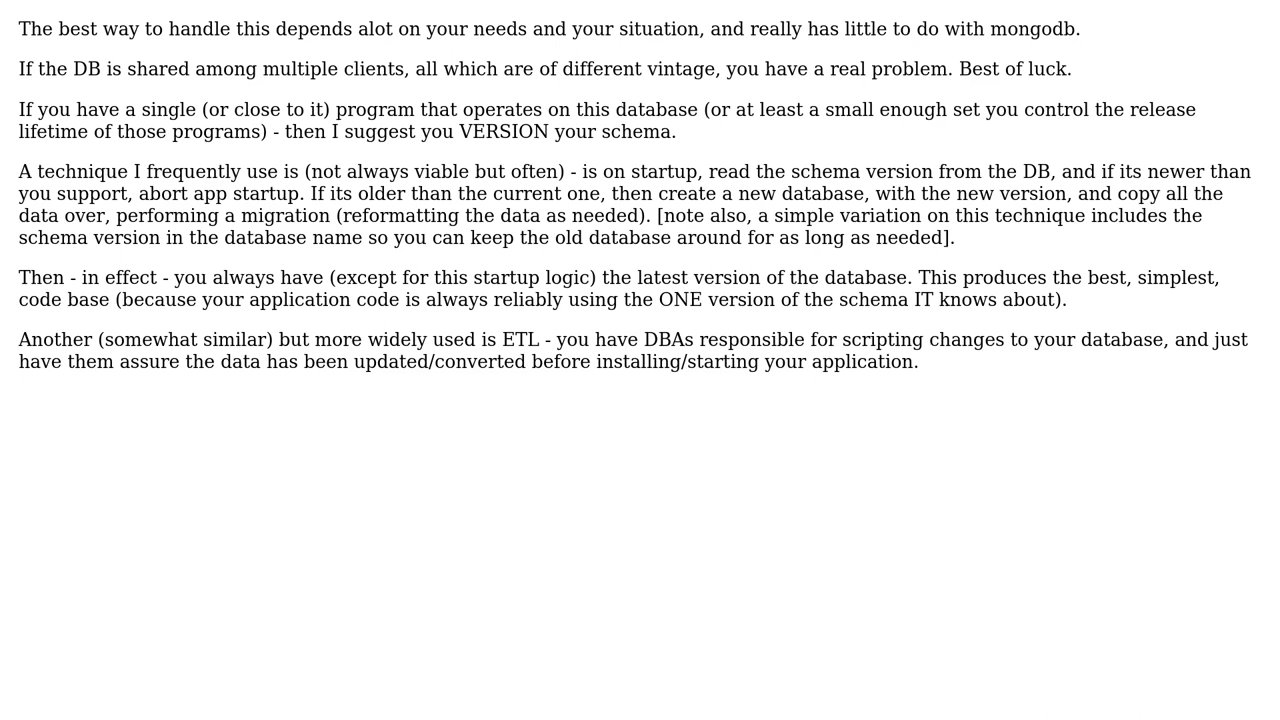 The best way to handle this depends alot on your needs and your situation, and really has little to do with mongodb.
If the DB is shared among multiple clients, all which are of different vintage, you have a real problem. Best of luck.
If you have a single (or close to it) program that operates on this database (or at least a small enough set you control the release
lifetime of those programs) - then I suggest you VERSION your schema.
A technique I frequently use is (not always viable but often) - is on startup, read the schema version from the DB, and if its newer than
you support, abort app startup. If its older than the current one, then create a new database, with the new version, and copy all the
data over, performing a migration (reformatting the data as needed). [note also, a simple variation on this technique includes the
schema version in the database name so you can keep the old database around for as long as needed].
Then - in effect - you always have (except for this startup logic) the latest version of the database. This produces the best, simplest,
code base (because your application code is always reliably using the ONE version of the schema IT knows about).
Another (somewhat similar) but more widely used is ETL - you have DBAs responsible for scripting changes to your database, and just
have them assure the data has been updated/converted before installing/starting your application.